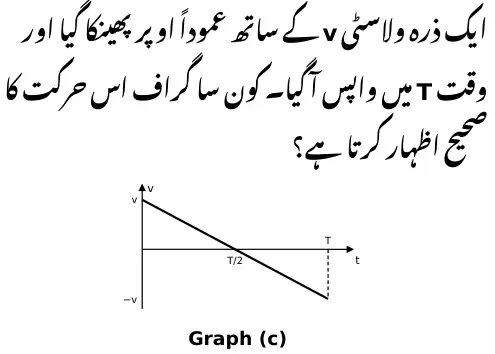 ایک ذرہ ولاسٹی v کے ساتھ عموداً اوپر پھینکا گیا اور
وقت T میں واپس آگیا۔ کون سا گراف اس حرکت کا
صحیح اظہار کرتا ہے؟
v
v
T
T/2
t
−v
Graph (c)